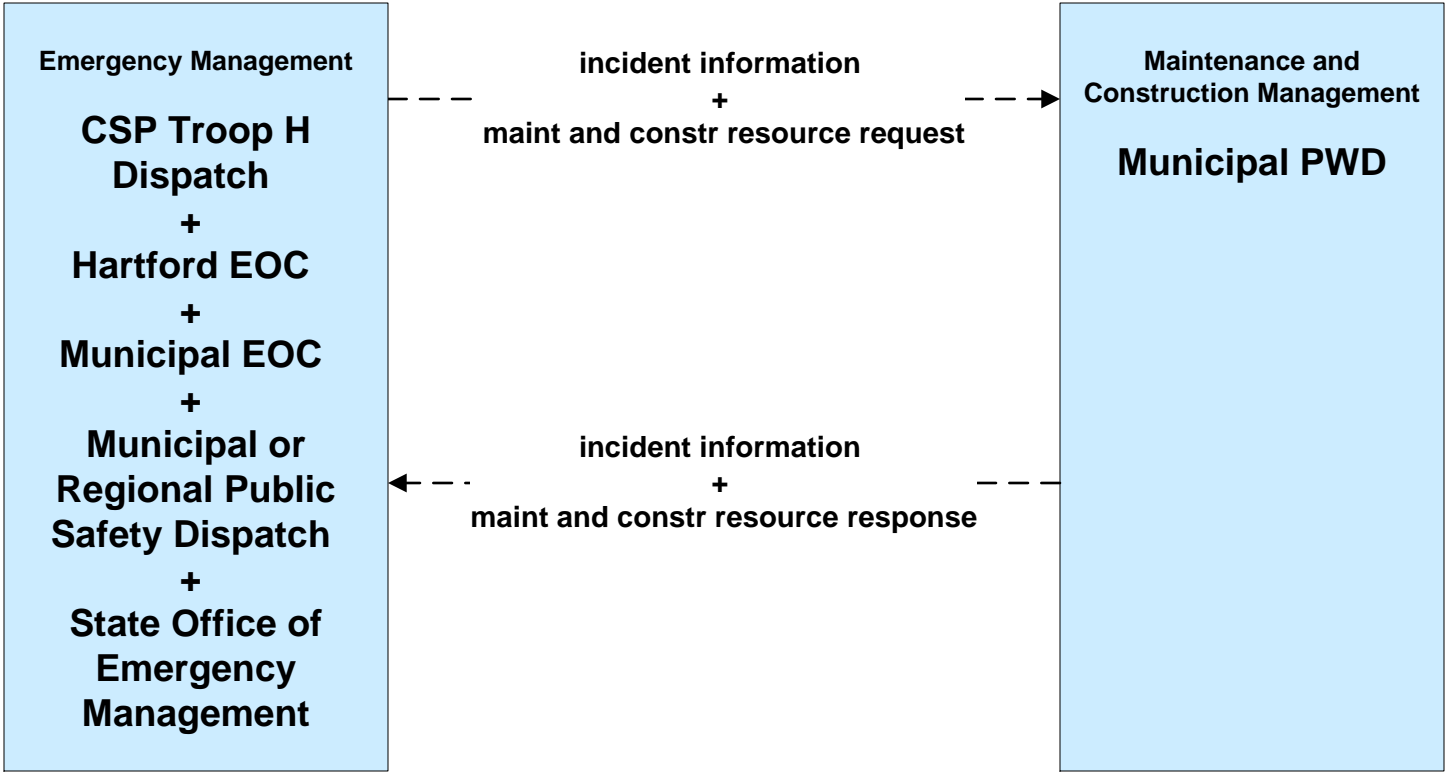 Emergency Management
CSP Troop H
Dispatch
+
Hartford EOC
+
Municipal EOC
+
Municipal or
Regional Public
Safety Dispatch
+
State Office of
Emergency
Management
incident information
+
maint and constr resource request
incident information
+
maint and constr resource response
Maintenance and
Construction Management
Municipal PWD